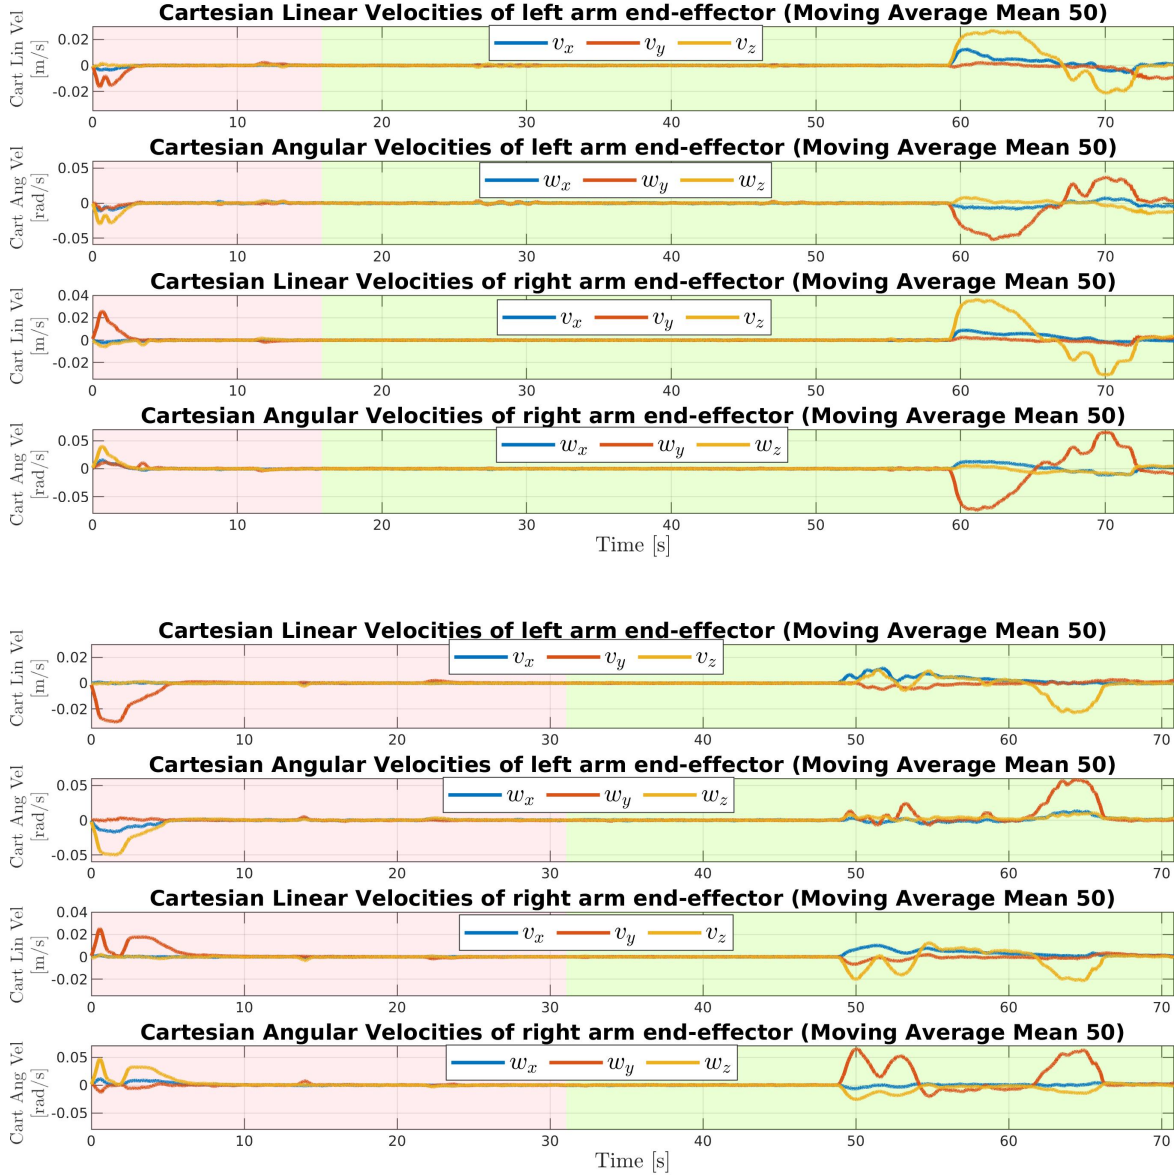 Cartesian Linear Velocities of left arm end-effector (Moving Average Mean 50)
Cart Lin Vel
[m/s]
0.02
0
-0.02
v_x v_y v_z
0 10 20 30 40 50 60 70
Cartesian Angular Velocities of left arm end-effector (Moving Average Mean 50)
Cart Ang Vel
[rad/s]
0.05
0
-0.05
w_x w_y w_z
0 10 20 30 40 50 60 70
Cartesian Linear Velocities of right arm end-effector (Moving Average Mean 50)
Cart Lin Vel
[m/s]
0.04
0.02
0
-0.02
v_x v_y v_z
0 10 20 30 40 50 60 70
Cartesian Angular Velocities of right arm end-effector (Moving Average Mean 50)
Cart Ang Vel
[rad/s]
0.05
0
-0.05
w_x w_y w_z
0 10 20 30 40 50 60 70
Time [s]
Cartesian Linear Velocities of left arm end-effector (Moving Average Mean 50)
Cart Lin Vel
[m/s]
0.02
0
-0.02
v_x v_y v_z
0 10 20 30 40 50 60 70
Cartesian Angular Velocities of left arm end-effector (Moving Average Mean 50)
Cart Ang Vel
[rad/s]
0.05
0
-0.05
w_x w_y w_z
0 10 20 30 40 50 60 70
Cartesian Linear Velocities of right arm end-effector (Moving Average Mean 50)
Cart Lin Vel
[m/s]
0.04
0.02
0
-0.02
v_x v_y v_z
0 10 20 30 40 50 60 70
Cartesian Angular Velocities of right arm end-effector (Moving Average Mean 50)
Cart Ang Vel
[rad/s]
0.05
0
-0.05
w_x w_y w_z
0 10 20 30 40 50 60 70
Time [s]